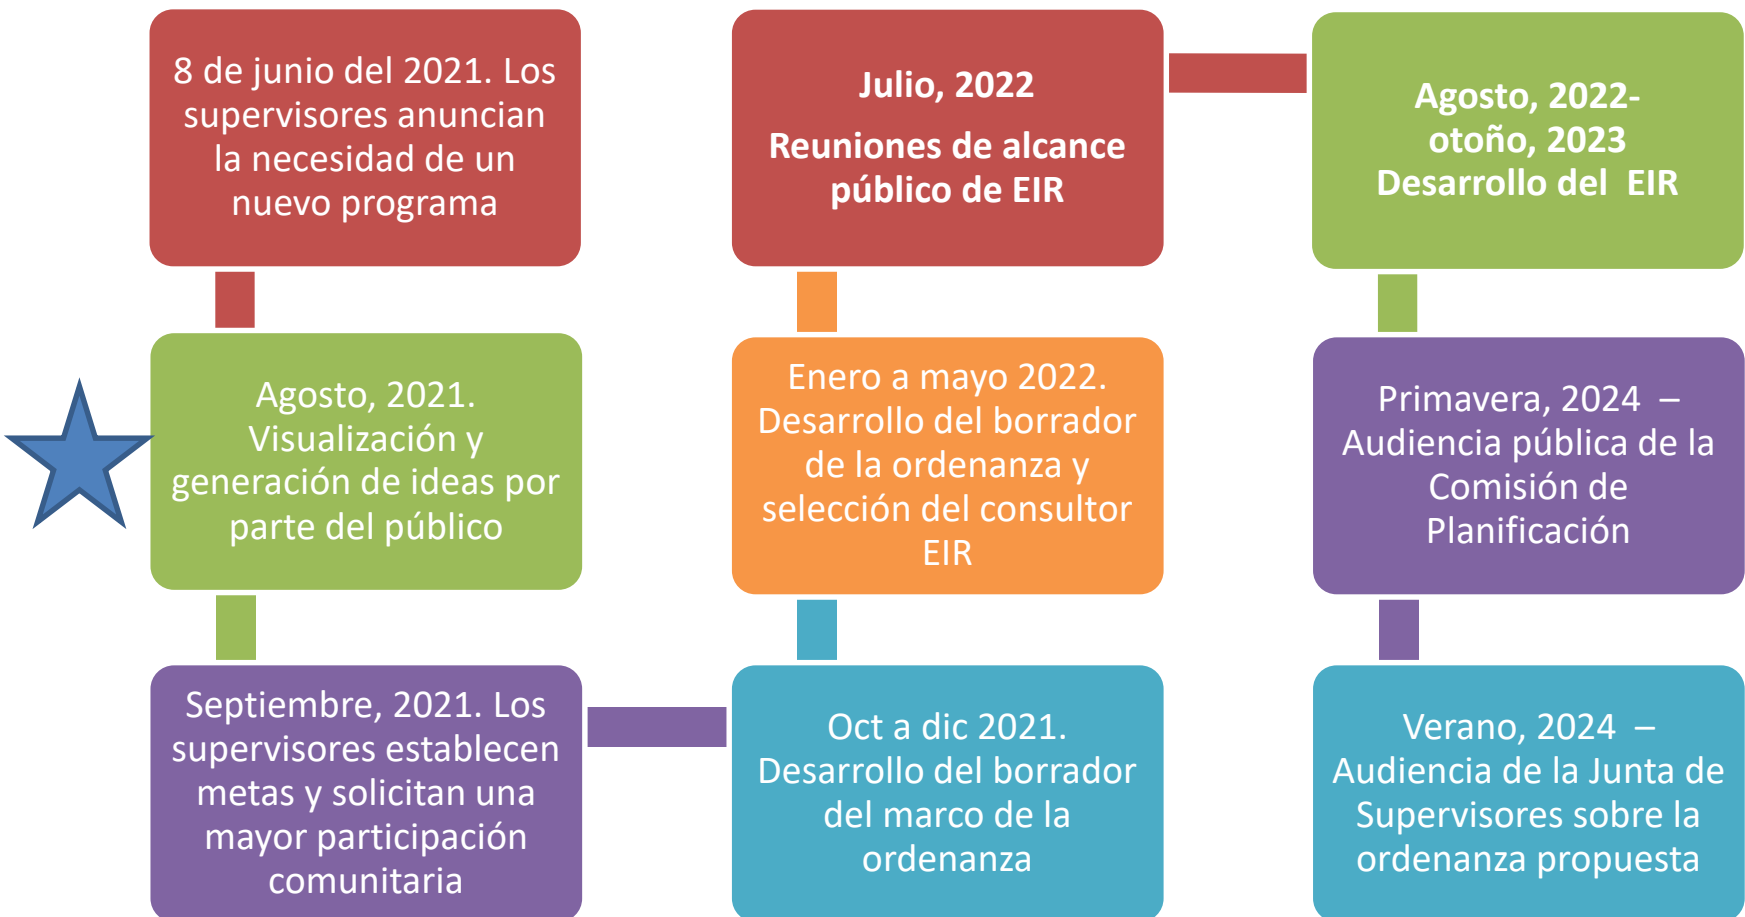 8 de junio del 2021. Los
supervisores anuncian
la necesidad de un
nuevo programa
Agosto, 2021.
Visualización y
generación de ideas por
parte del público
Septiembre, 2021. Los
supervisores establecen
metas y solicitan una
mayor participación
comunitaria
Oct a dic 2021.
Desarrollo del borrador
del marco de la
ordenanza
Enero a mayo 2022.
Desarrollo del borrador
de la ordenanza y
selección del consultor
EIR
Julio, 2022
Reuniones de alcance
público de EIR
Agosto, 2022-
otoño, 2023
Desarrollo del EIR
Primavera, 2024 –
Audiencia pública de la
Comisión de
Planificación
Verano, 2024 –
Audiencia de la Junta de
Supervisores sobre la
ordenanza propuesta